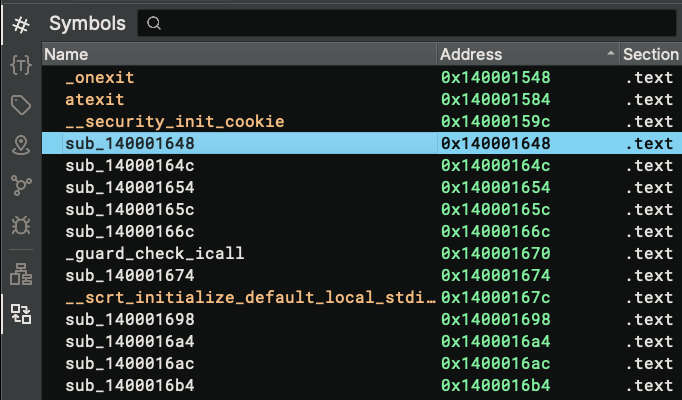 Symbols
Name Address Section
_onexit 0x140001548 .text
atexit 0x140001584 .text
__security_init_cookie 0x14000159c .text
sub_140001648 0x140001648 .text
sub_14000164c 0x14000164c .text
sub_140001654 0x140001654 .text
sub_14000165c 0x14000165c .text
sub_14000166c 0x14000166c .text
_guard_check_icall 0x140001670 .text
sub_140001674 0x140001674 .text
__scrt_initialize_default_local_stdi… 0x14000167c .text
sub_140001698 0x140001698 .text
sub_1400016a4 0x1400016a4 .text
sub_1400016ac 0x1400016ac .text
sub_1400016b4 0x1400016b4 .text